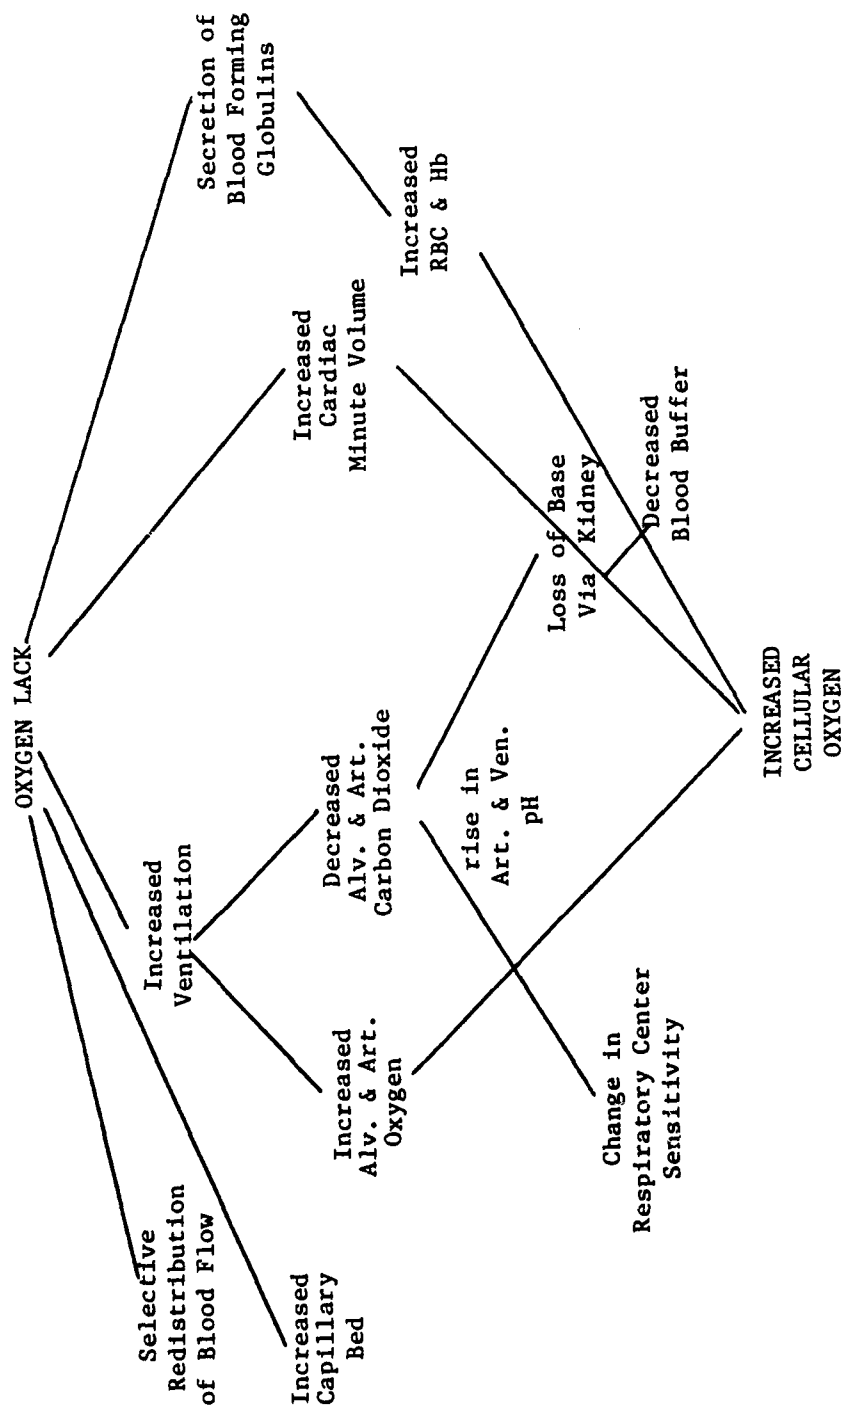 OXYGEN LACK
Selective
Redistribution
of Blood Flow
Increased
Capillary
Bed
Increased
Ventilation
Increased
Alv. & Art.
Oxygen
Decreased
Alv. & Art.
Carbon Dioxide
rise in
Art. & Ven.
pH
Change in
Respiratory Center
Sensitivity
Loss of Base
Via Kidney
Decreased
Blood Buffer
Increased
Cardiac
Minute Volume
Secretion of
Blood Forming
Globulins
Increased
RBC & Hb
INCREASED
CELLULAR
OXYGEN